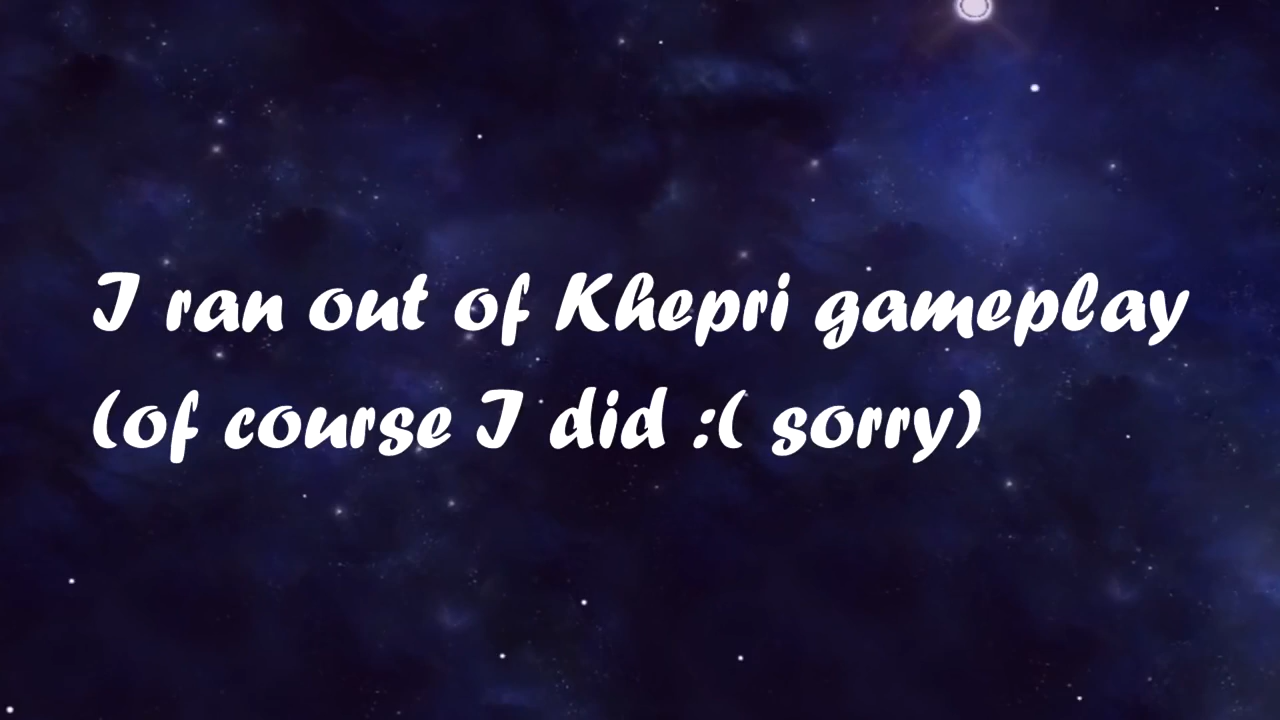 I ran out of Khepri gameplay
(of course I did :( sorry)